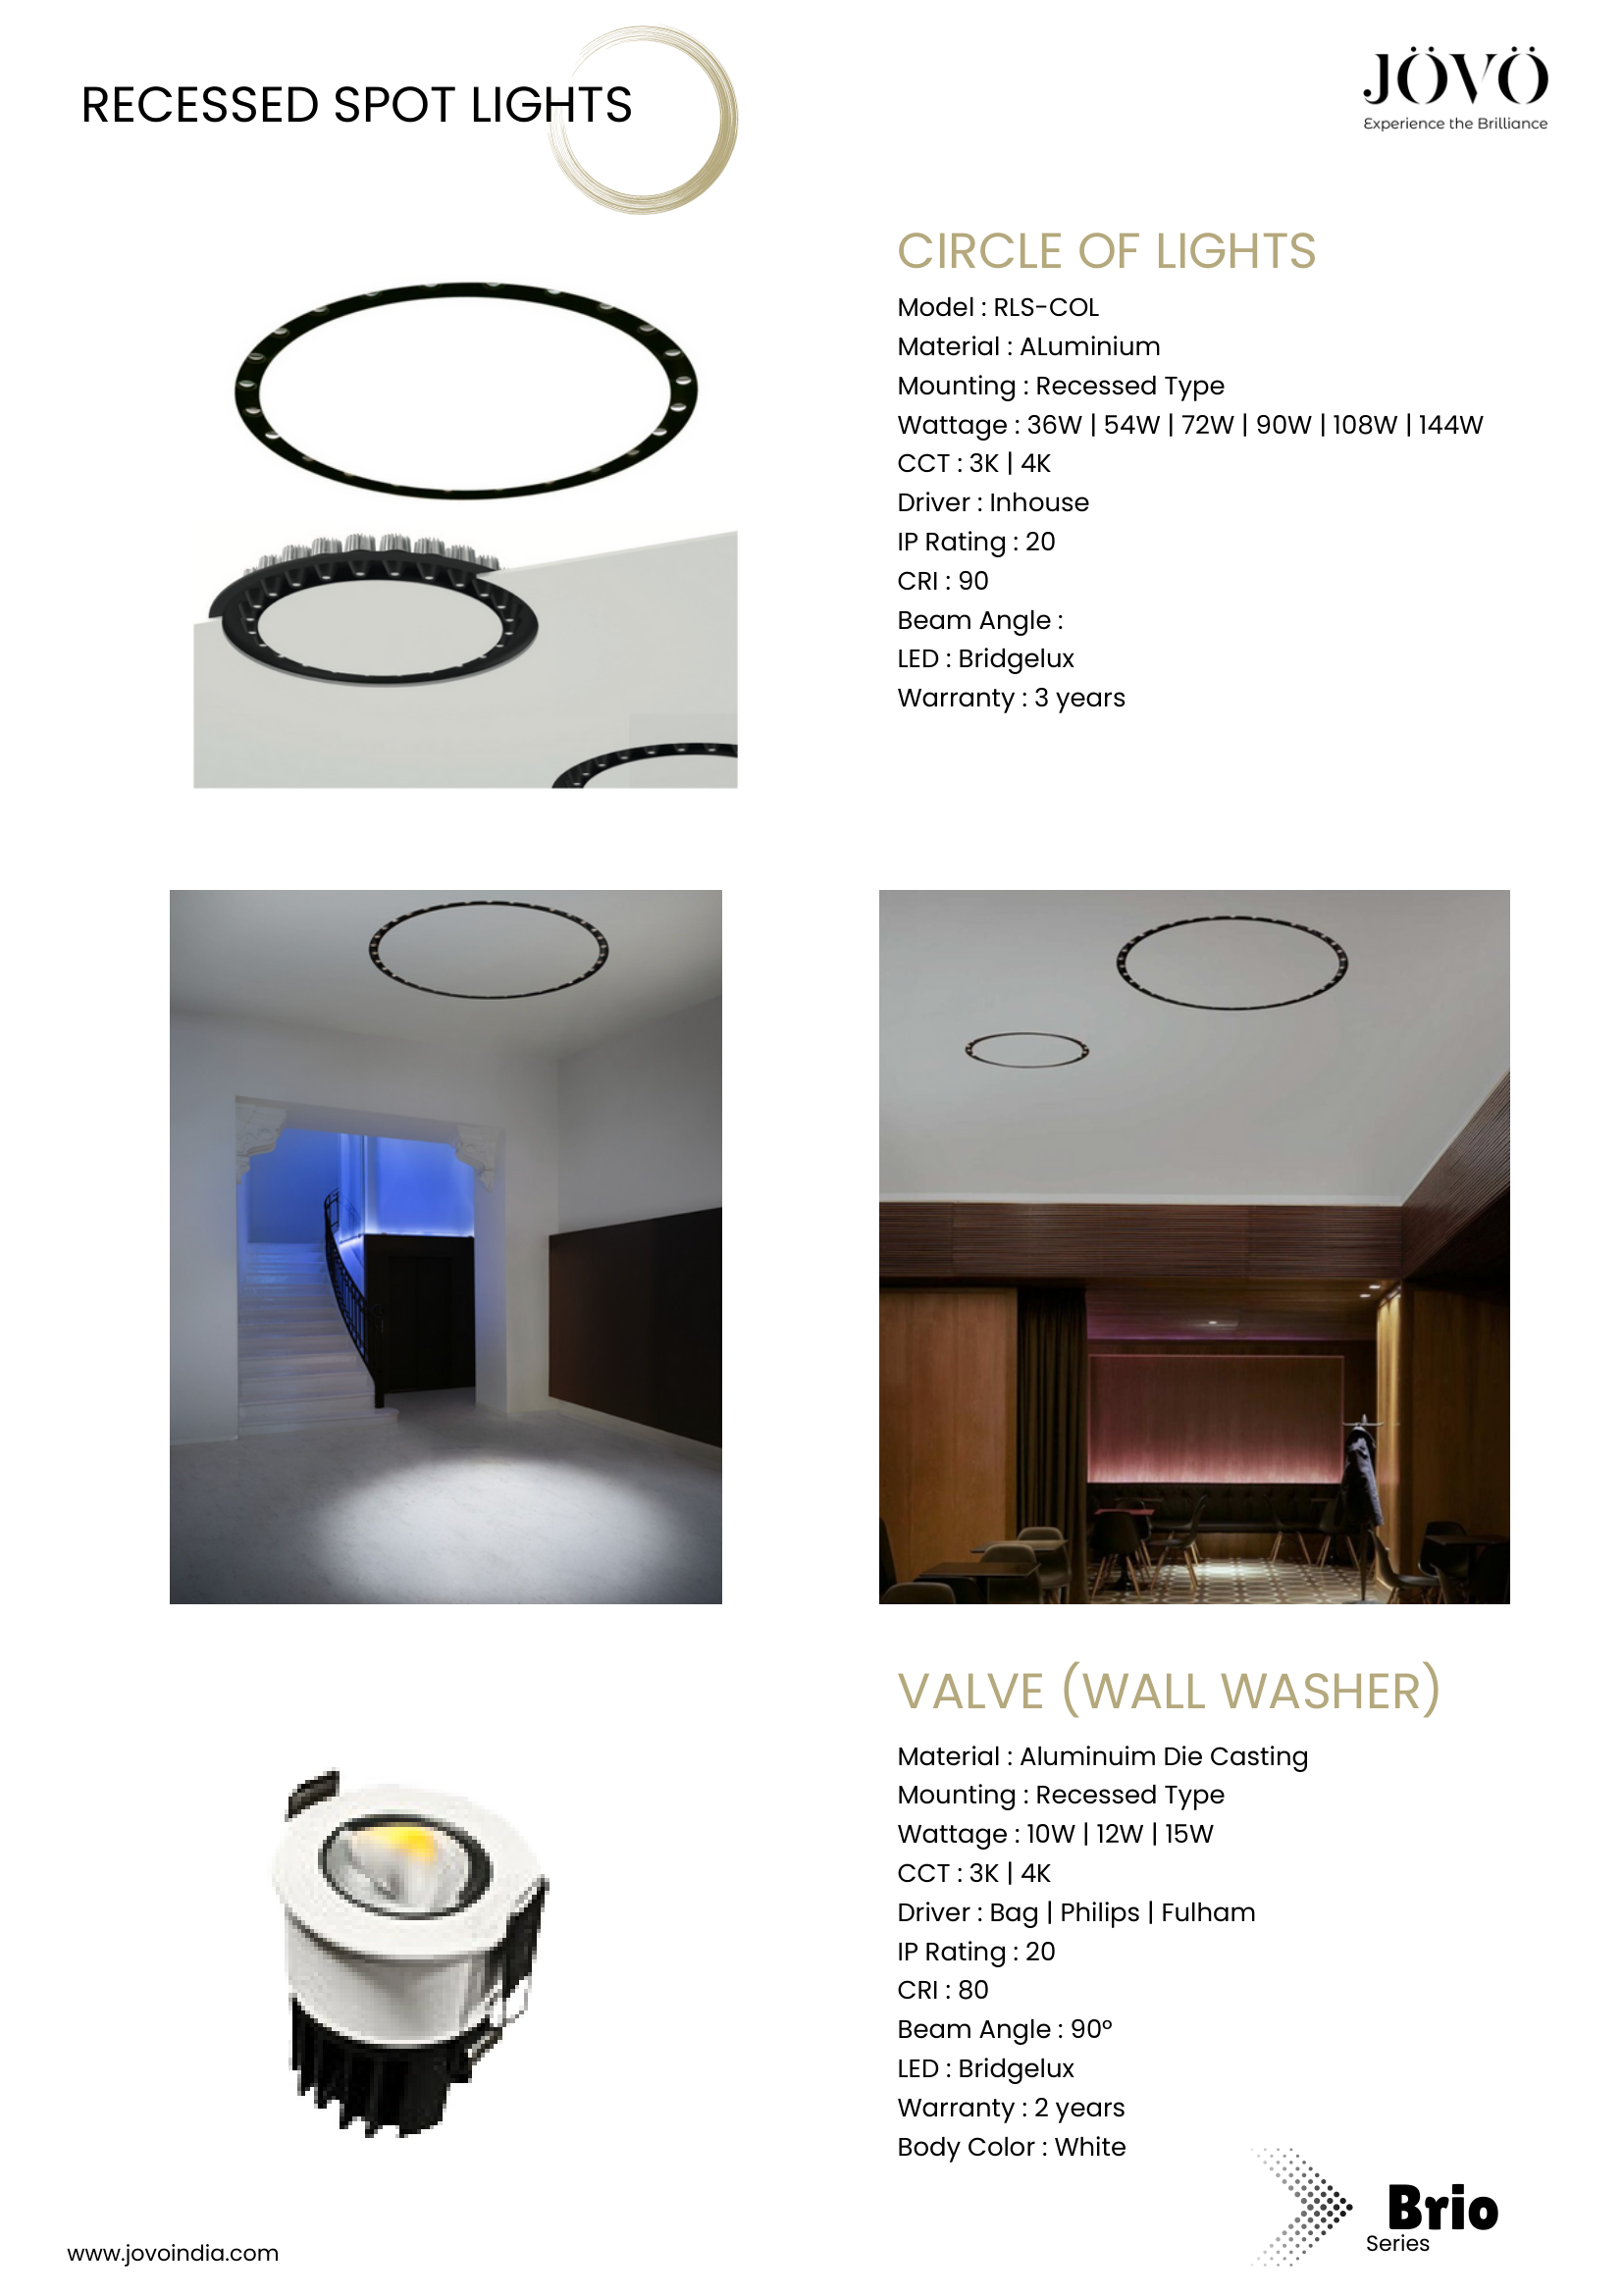 RECESSED SPOT LIGHTS
JÖVÖ
Experience the Brilliance
CIRCLE OF LIGHTS
Model : RLS-COL
Material : ALuminium
Mounting : Recessed Type
Wattage : 36W | 54W | 72W | 90W | 108W | 144W
CCT : 3K | 4K
Driver : Inhouse
IP Rating : 20
CRI : 90
Beam Angle :
LED : Bridgelux
Warranty : 3 years
VALVE (WALL WASHER)
Material : Aluminuim Die Casting
Mounting : Recessed Type
Wattage : 10W | 12W | 15W
CCT : 3K | 4K
Driver : Bag | Philips | Fulham
IP Rating : 20
CRI : 80
Beam Angle : 90°
LED : Bridgelux
Warranty : 2 years
Body Color : White
Brio
Series
www.jovoindia.com